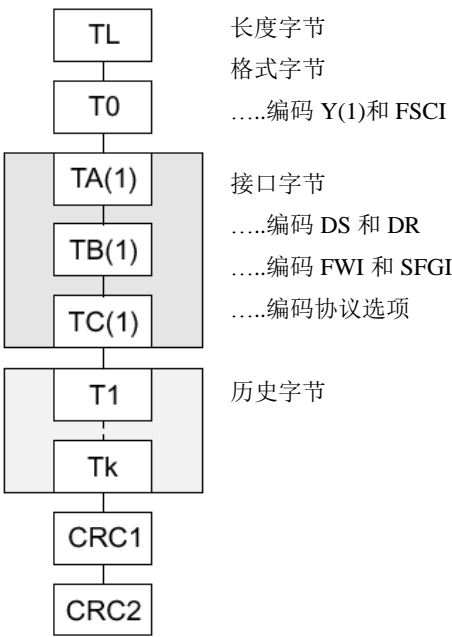 TL 长度字节
格式字节
T0 …..编码 Y(1)和 FSCI
TA(1) 接口字节
…..编码 DS 和 DR
TB(1) …..编码 FWI 和 SFGI
TC(1) …..编码协议选项
T1 历史字节
Tk
CRC1
CRC2